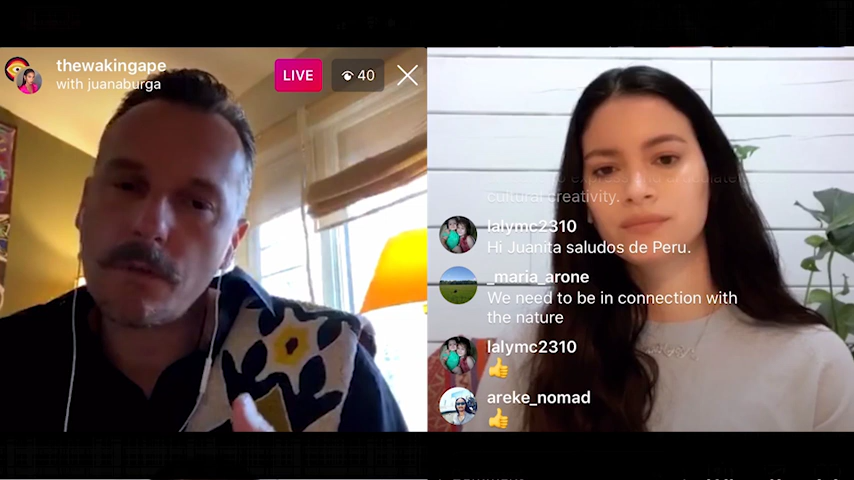 thewakingape
with juanaburga
LIVE
40
cultural creativity.
lalymc2310
Hi Juanita saludos de Peru.
_maria_arone
We need to be in connection with
the nature
lalymc2310
areke_nomad